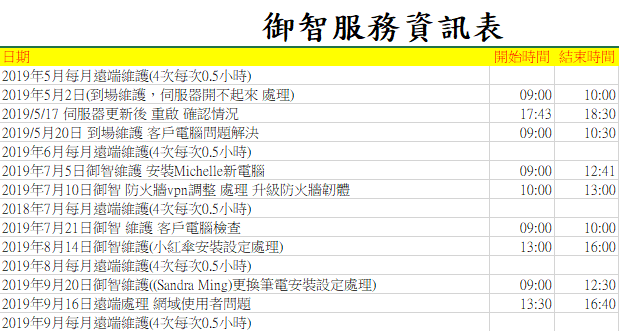 御智服務資訊表
日期 開始時間 結束時間
2019年5月每月遠端維護(4次每次0.5小時)
2019年5月2日(到場維護，伺服器開不起來 處理) 09:00 10:00
2019/5/17 伺服器更新後 重啟 確認情況 17:43 18:30
2019/5月20日 到場維護 客戶電腦問題解決 09:00 10:30
2019年6月每月遠端維護(4次每次0.5小時)
2019年7月5日御智維護 安裝Michelle新電腦 09:00 12:41
2019年7月10日御智 防火牆vpn調整 處理 升級防火牆韌體 10:00 13:00
2018年7月每月遠端維護(4次每次0.5小時)
2019年7月21日御智 維護 客戶電腦檢查 09:00 10:00
2019年8月14日御智維護(小紅傘安裝設定處理) 13:00 16:00
2019年8月每月遠端維護(4次每次0.5小時)
2019年9月20日御智維護((Sandra Ming)更換筆電安裝設定處理) 09:00 12:30
2019年9月16日遠端處理 網域使用者問題 13:30 16:40
2019年9月每月遠端維護(4次每次0.5小時)